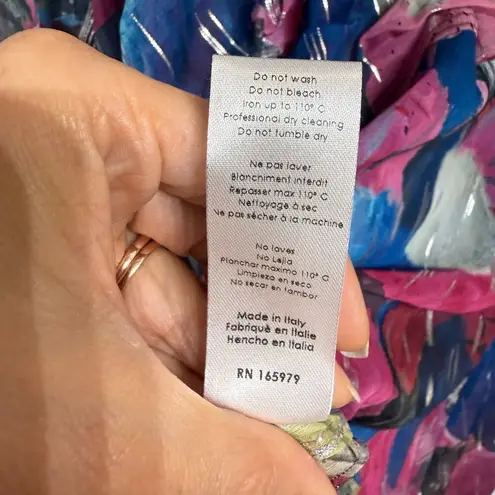 Do not wash
Do not bleach
Iron up to 110° C
Professional dry cleaning
Do not tumble dry
Ne pas laver
Blanchiment interdit
Repasser max 110° C
Nettoyage à sec
Ne pas sécher à la machine
No laves
No Lejia
Planchar maximo 110° C
Limpieza en seco
No secar en tambor
Made in Italy
Fabriquè en Italie
Hencho en Italia
RN 165979